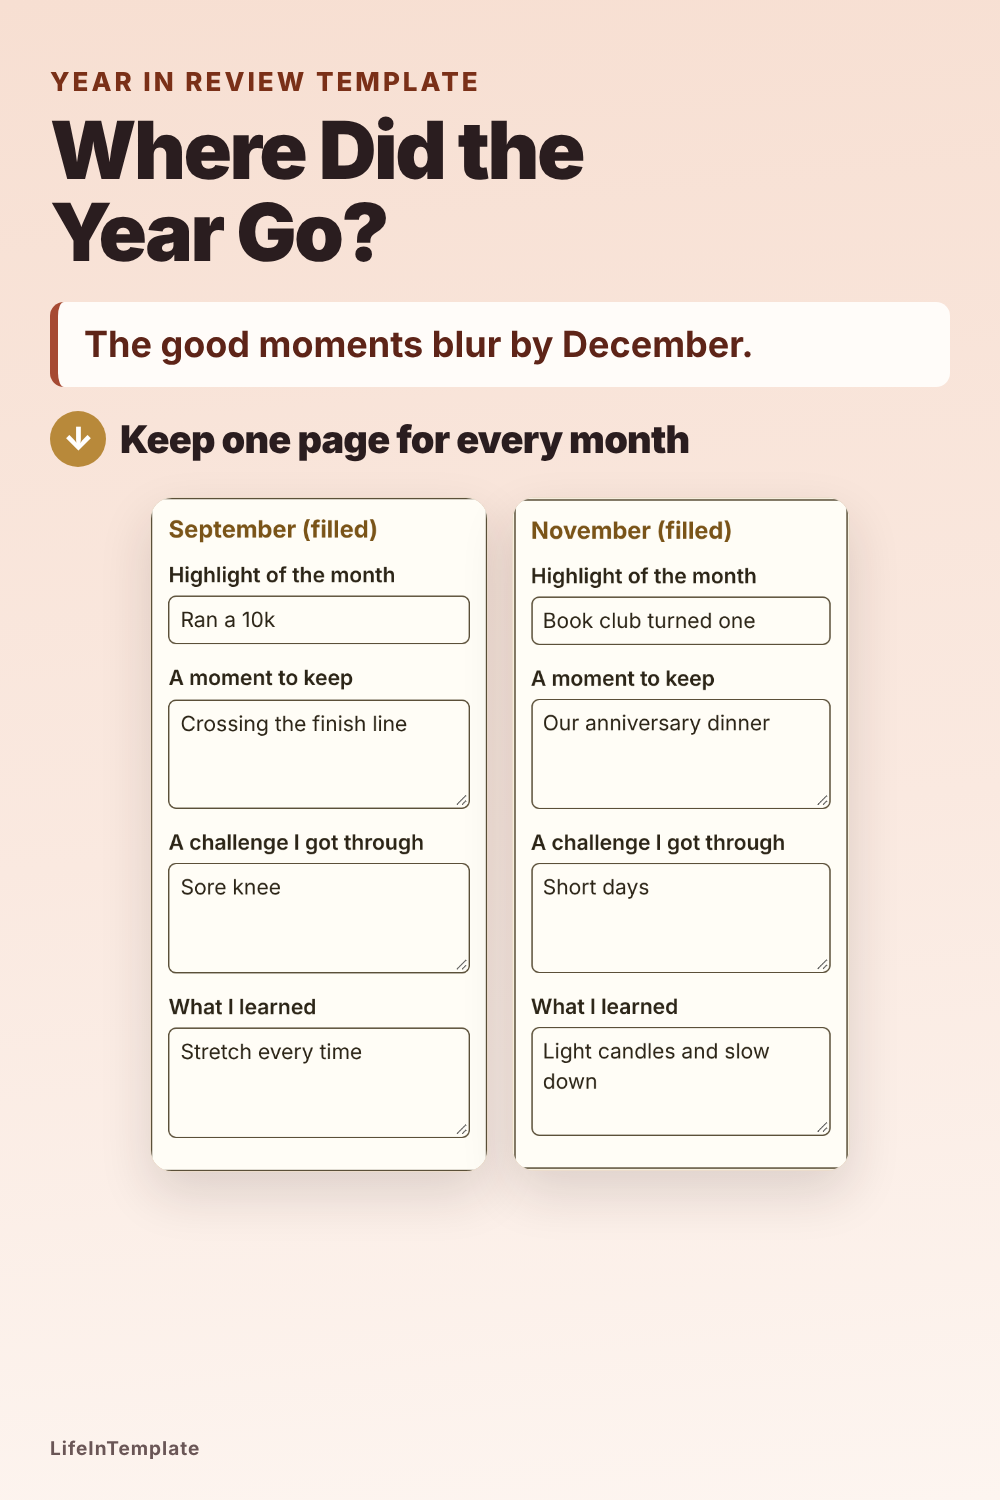 YEAR IN REVIEW TEMPLATE
Where Did the
Year Go?
The good moments blur by December.
Keep one page for every month
September (filled)
Highlight of the month
Ran a 10k
A moment to keep
Crossing the finish line
A challenge I got through
Sore knee
What I learned
Stretch every time
November (filled)
Highlight of the month
Book club turned one
A moment to keep
Our anniversary dinner
A challenge I got through
Short days
What I learned
Light candles and slow
down
LifeInTemplate